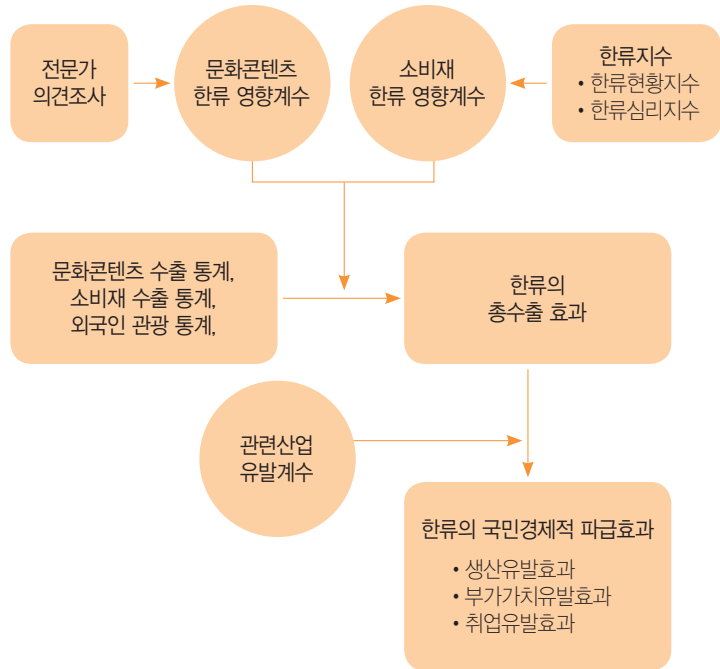 전문가
의견조사
문화콘텐츠
한류 영향계수
소비재
한류 영향계수
한류지수
• 한류현황지수
• 한류심리지수
문화콘텐츠 수출 통계,
소비재 수출 통계,
외국인 관광 통계,
한류의
총수출 효과
관련산업
유발계수
한류의 국민경제적 파급효과
• 생산유발효과
• 부가가치유발효과
• 취업유발효과